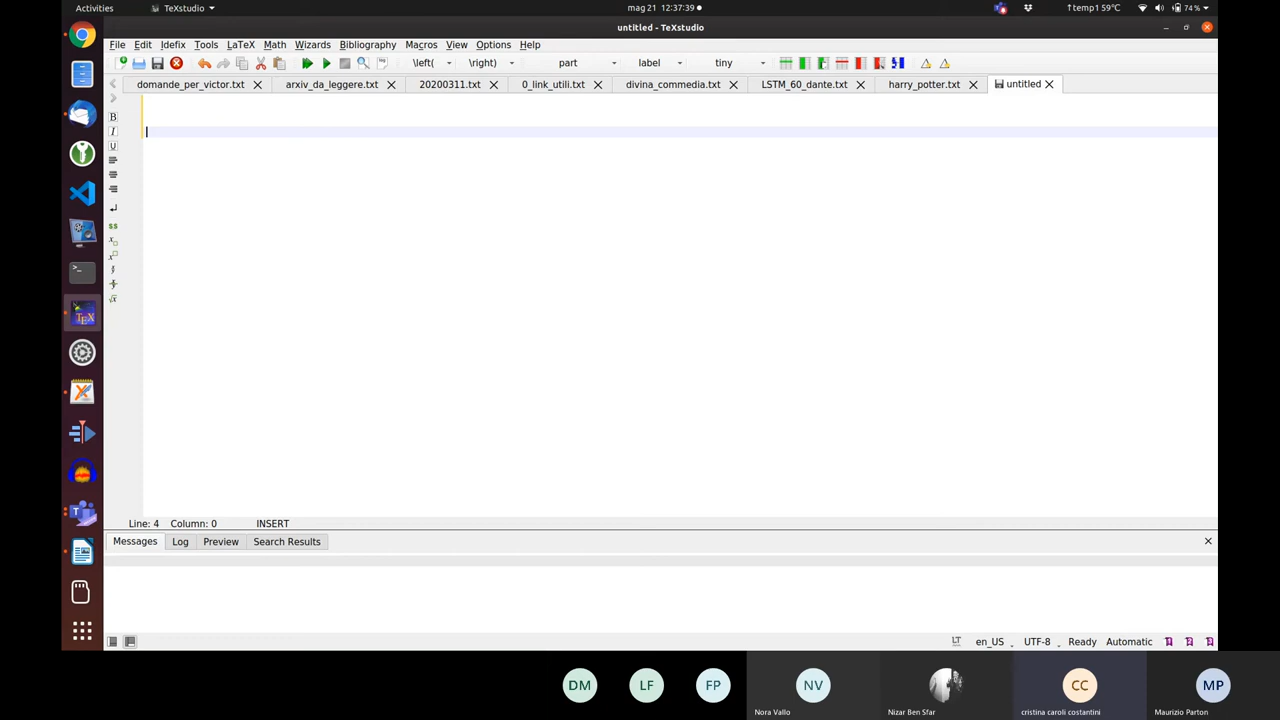 Activities TeXstudio mag 21 12:37:39 ↑temp1 59°C 74 %
untitled - TeXstudio
File Edit Idefix Tools LaTeX Math Wizards Bibliography Macros View Options Help
\left( \right) part label tiny
domande_per_victor.txt arxiv_da_leggere.txt 20200311.txt 0_link_utili.txt divina_commedia.txt LSTM_60_dante.txt harry_potter.txt untitled
B
I
U
$$
Line: 4 Column: 0 INSERT
Messages Log Preview Search Results
LT en_US UTF-8 Ready Automatic
DM LF FP NV CC MP
Nora Vallo Nizar Ben Sfar cristina caroli costantini Maurizio Parton